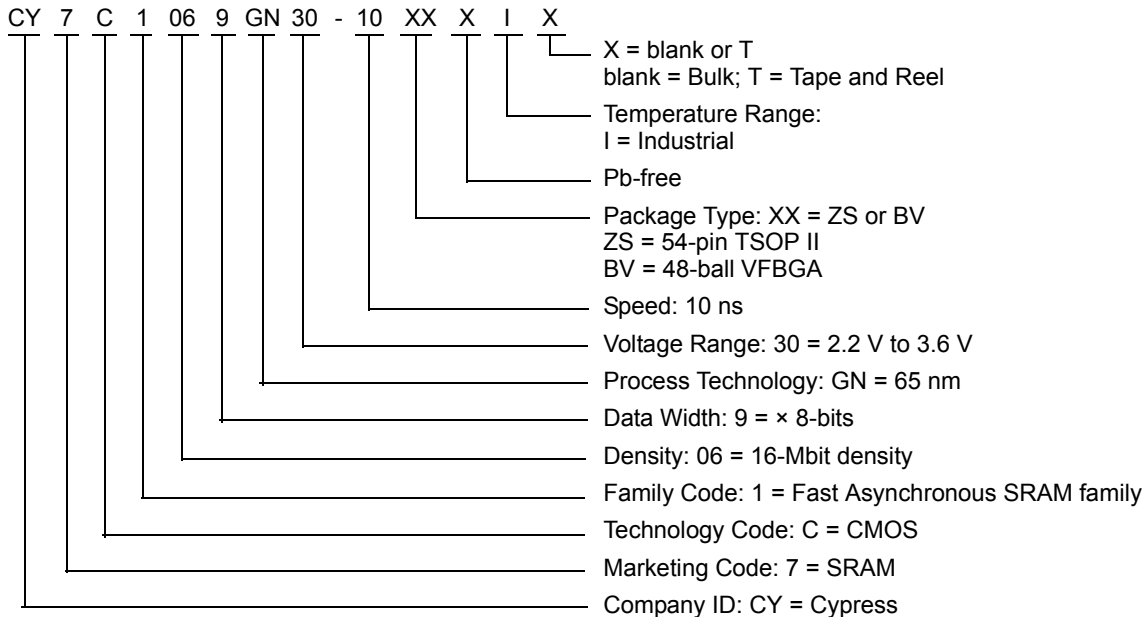 CY 7 C 1 06 9 GN 30 - 10 XX X I X
X = blank or T
blank = Bulk; T = Tape and Reel
Temperature Range:
I = Industrial
Pb-free
Package Type: XX = ZS or BV
ZS = 54-pin TSOP II
BV = 48-ball VFBGA
Speed: 10 ns
Voltage Range: 30 = 2.2 V to 3.6 V
Process Technology: GN = 65 nm
Data Width: 9 = × 8-bits
Density: 06 = 16-Mbit density
Family Code: 1 = Fast Asynchronous SRAM family
Technology Code: C = CMOS
Marketing Code: 7 = SRAM
Company ID: CY = Cypress